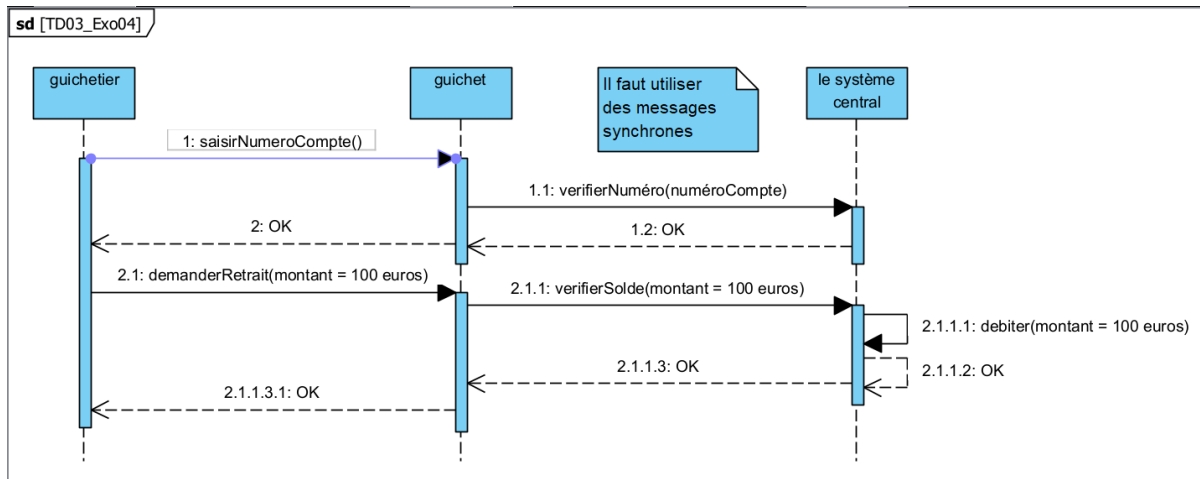 sd [TD03_Exo04]
guichetier
guichet
Il faut utiliser
des messages
synchrones
le système
central
1: saisirNumeroCompte()
1.1: verifierNuméro(numéroCompte)
2: OK
1.2: OK
2.1: demanderRetrait(montant = 100 euros)
2.1.1: verifierSolde(montant = 100 euros)
2.1.1.1: debiter(montant = 100 euros)
2.1.1.3: OK
2.1.1.2: OK
2.1.1.3.1: OK